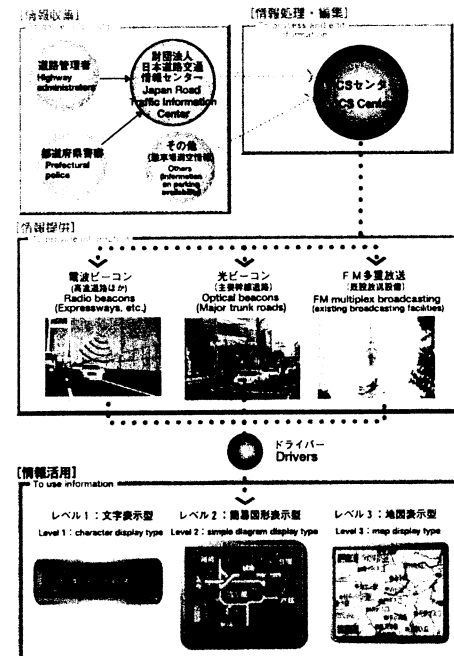 [情報収集]
道路管理者
Highway
administrators
財団法人
日本道路交通
情報センター
Japan Road
Traffic Information
Center
都道府県警察
Prefectural
police
その他
(駐車場満空情報)
Others
(information
on parking
availability)
[情報処理・編集]
CSセンタ
CS Center
[情報提供]
電波ビーコン
(高速道路ほか)
Radio beacons
(Expressways, etc.)
光ビーコン
(主要幹線道路)
Optical beacons
(Major trunk roads)
FM多重放送
(既設放送設備)
FM multiplex broadcasting
(existing broadcasting facilities)
ドライバー
Drivers
[情報活用]
To use information
レベル1：文字表示型
Level 1 : character display type
レベル2：簡易図形表示型
Level 2 : simple diagram display type
レベル3：地図表示型
Level 3 : map display type